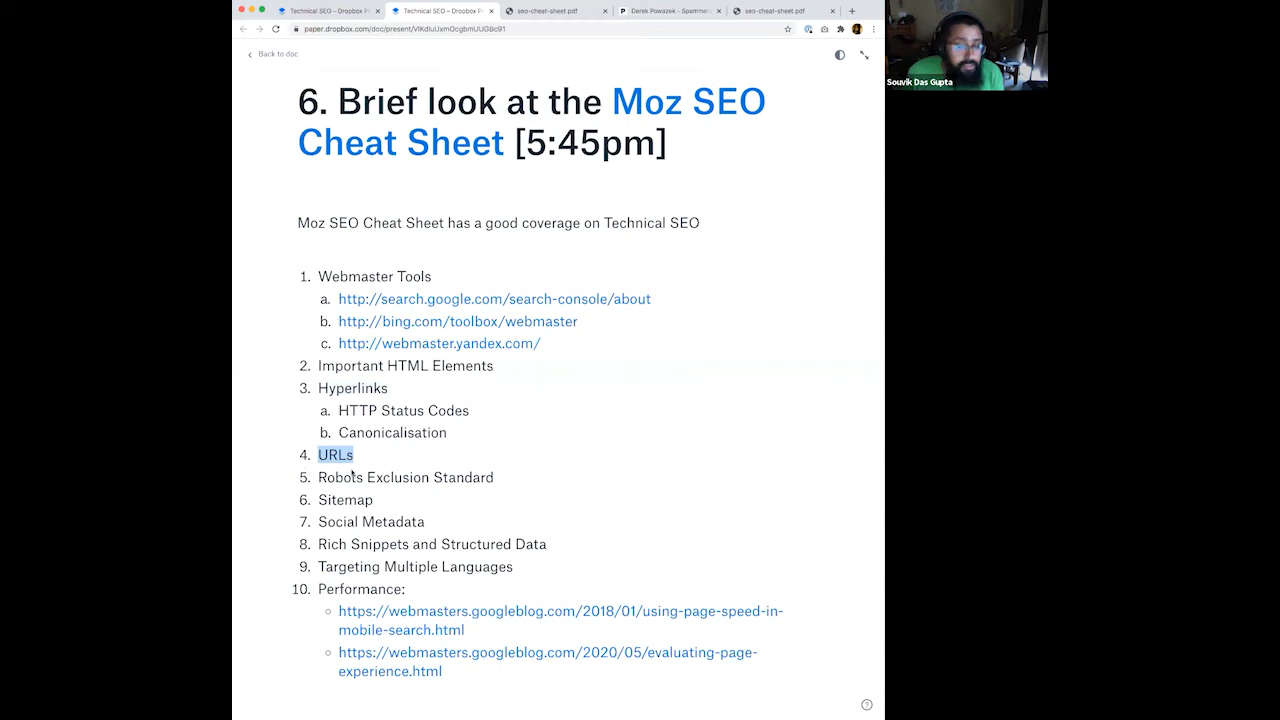 Technical SEO – Dropbox P
Technical SEO – Dropbox P
seo-cheat-sheet.pdf
Derek Powazek - Spammers
seo-cheat-sheet.pdf
Back to doc
6. Brief look at the Moz SEO
Cheat Sheet [5:45pm]
Moz SEO Cheat Sheet has a good coverage on Technical SEO
1. Webmaster Tools
a. http://search.google.com/search-console/about
b. http://bing.com/toolbox/webmaster
c. http://webmaster.yandex.com/
2. Important HTML Elements
3. Hyperlinks
a. HTTP Status Codes
b. Canonicalisation
4. URLs
5. Robots Exclusion Standard
6. Sitemap
7. Social Metadata
8. Rich Snippets and Structured Data
9. Targeting Multiple Languages
10. Performance:
https://webmasters.googleblog.com/2018/01/using-page-speed-in-
mobile-search.html
https://webmasters.googleblog.com/2020/05/evaluating-page-
experience.html
Souvik Das Gupta